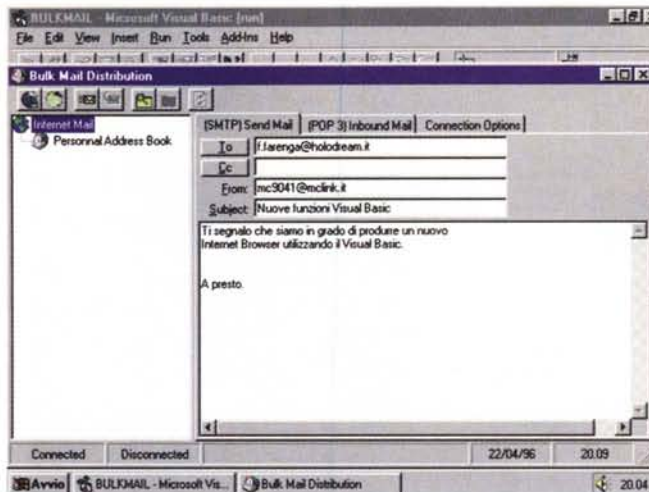 BULKMAIL - Microsoft Visual Basic [run]
File Edit View Insert Run Tools Add-Ins Help
Bulk Mail Distribution
Internet Mail
Personnal Address Book
(SMTP) Send Mail (POP 3) Inbound Mail Connection Options
To f.farenga@holodream.it
Cc
From: mc9041@mclink.it
Subject: Nuove funzioni Visual Basic
Ti segnalo che siamo in grado di produrre un nuovo
Internet Browser utilizzando il Visual Basic.
A presto.
Connected Disconnected 22/04/96 20.09
Avvio BULKMAIL - Microsoft Vis... Bulk Mail Distribution 20.04